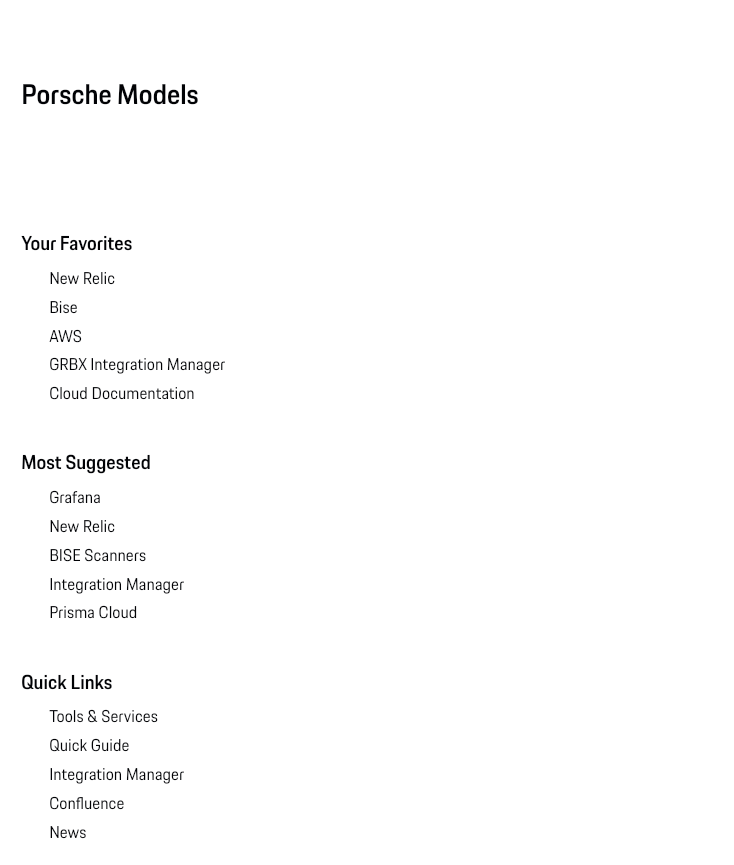 Porsche Models
Your Favorites
New Relic
Bise
AWS
GRBX Integration Manager
Cloud Documentation
Most Suggested
Grafana
New Relic
BISE Scanners
Integration Manager
Prisma Cloud
Quick Links
Tools & Services
Quick Guide
Integration Manager
Confluence
News